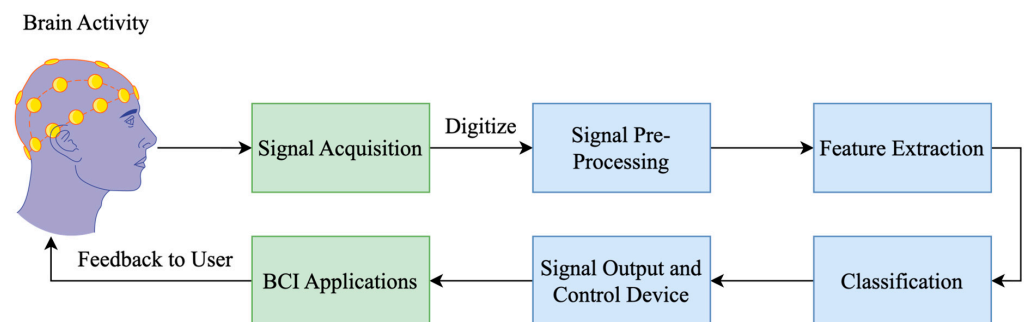 Brain Activity
Signal Acquisition
Digitize
Signal Pre-
Processing
Feature Extraction
Classification
Signal Output and
Control Device
BCI Applications
Feedback to User